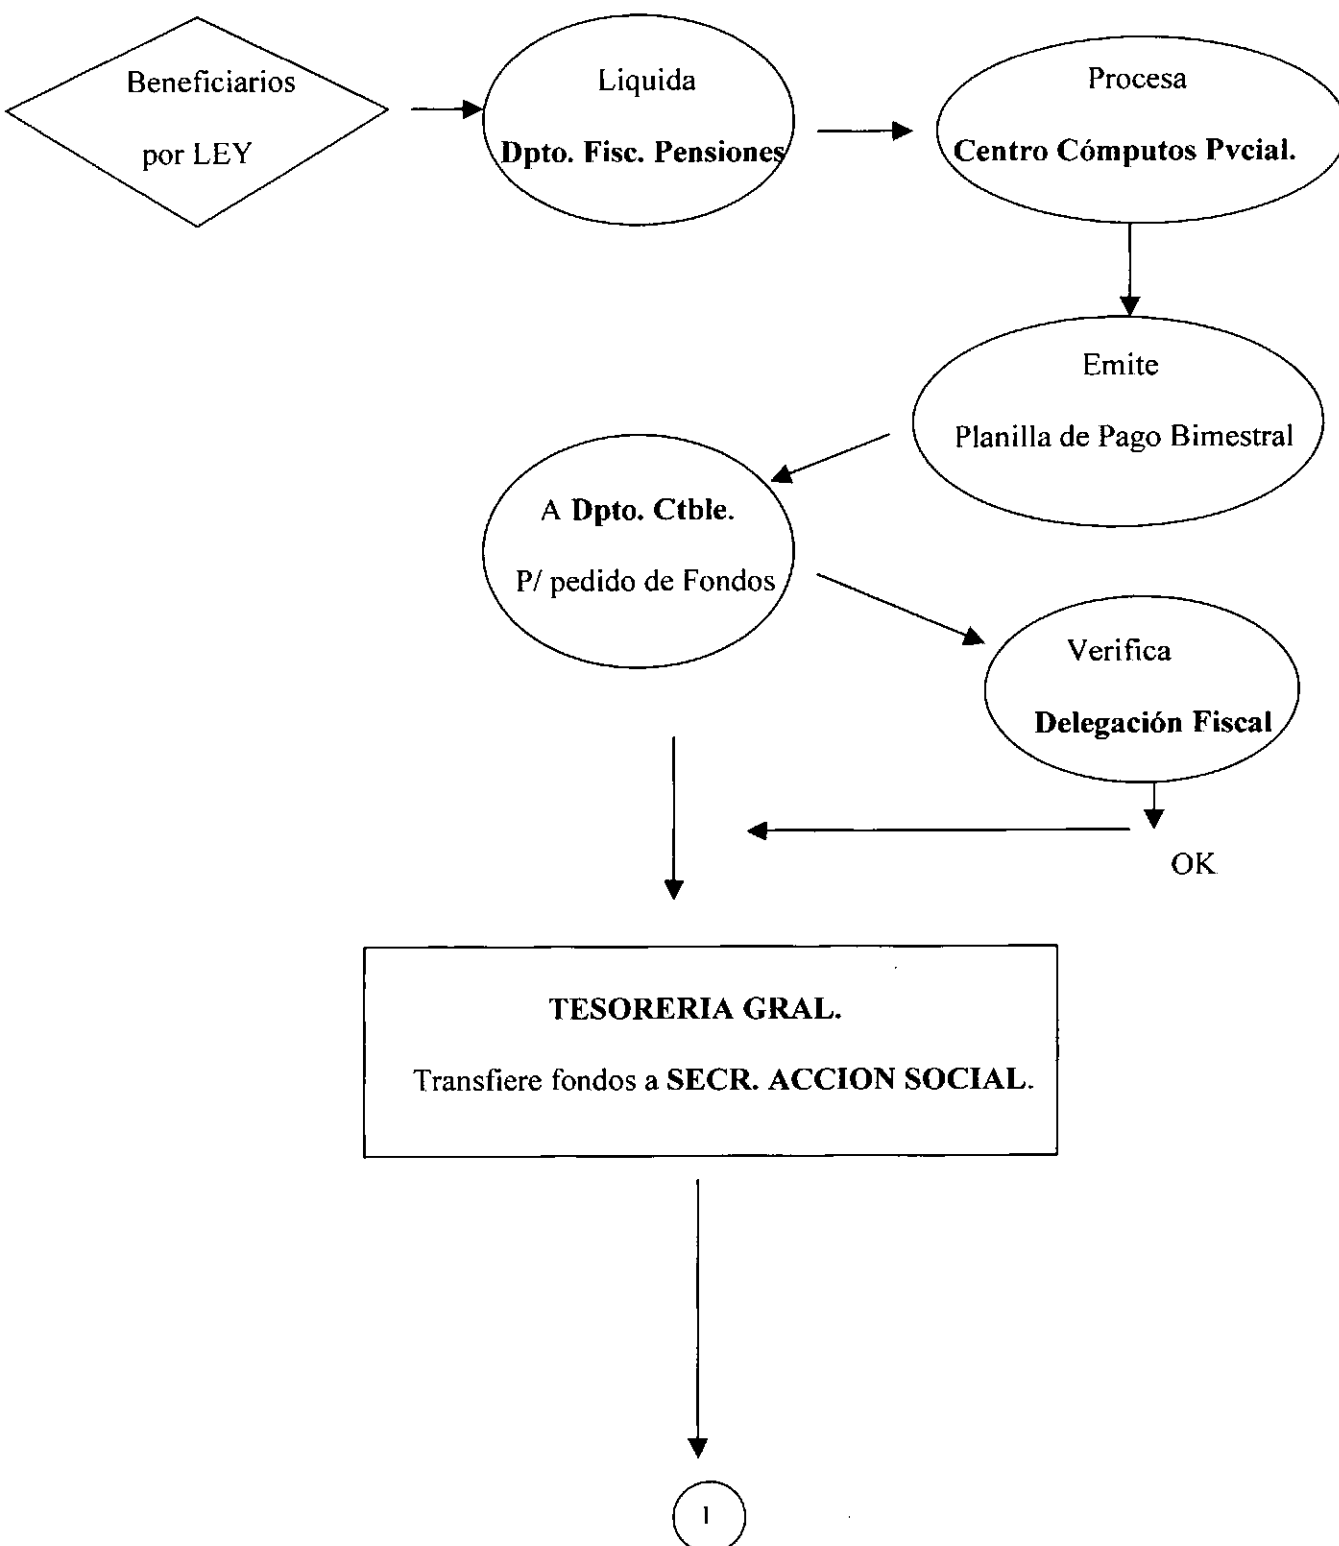 Beneficiarios
por LEY
Liquida
Dpto. Fisc. Pensiones
Procesa
Centro Cómputos Pvcial.
Emite
Planilla de Pago Bimestral
A Dpto. Ctble.
P/ pedido de Fondos
Verifica
Delegación Fiscal
OK
TESORERIA GRAL.
Transfiere fondos a SECR. ACCION SOCIAL.
1